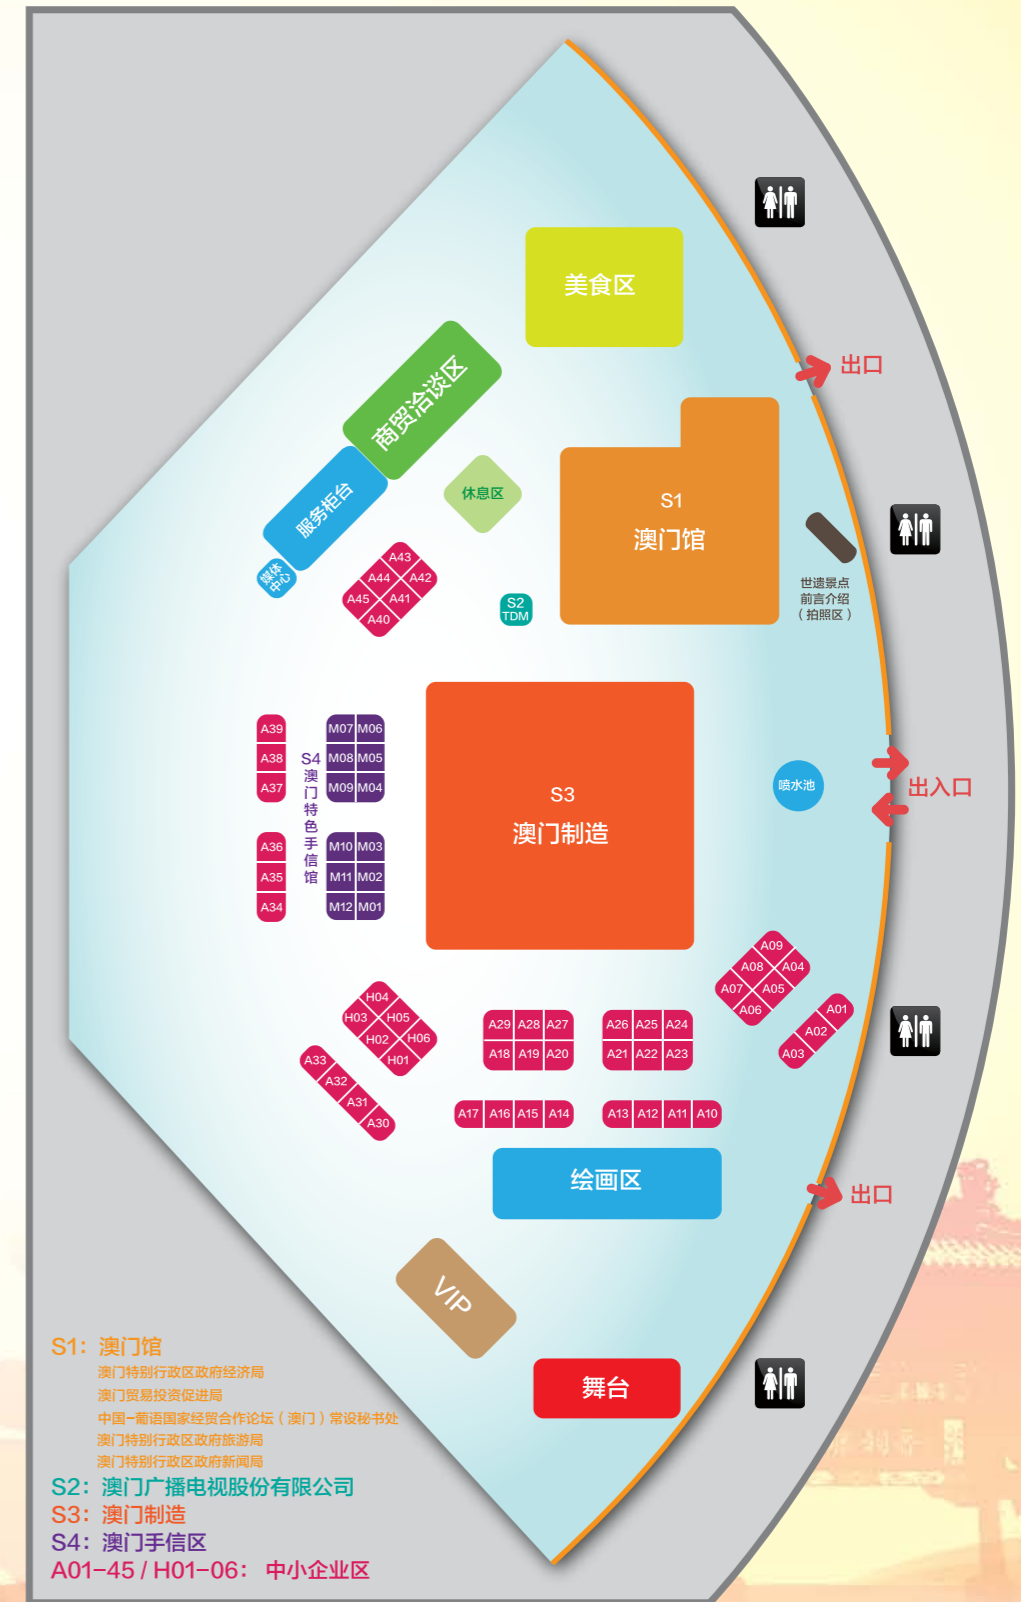 美食区
出口
商贸洽谈区
服务柜台
媒体
中心
休息区
S1
澳门馆
世遗景点
前言介绍
（拍照区）
A43
A44 A42
A45 A41
A40
S2
TDM
A39
A38
A37
A36
A35
A34
S4澳门特色手信馆
M07 M06
M08 M05
M09 M04
M10 M03
M11 M02
M12 M01
S3
澳门制造
喷水池
出入口
A09
A08 A04
A07 A05
A06
A01
A02
A03
H04
H03 H05
H02 H06
H01
A33
A32
A31
A30
A29 A28 A27
A18 A19 A20
A26 A25 A24
A21 A22 A23
A17 A16 A15 A14
A13 A12 A11 A10
绘画区
出口
VIP
舞台
S1：澳门馆
澳门特别行政区政府经济局
澳门贸易投资促进局
中国-葡语国家经贸合作论坛（澳门）常设秘书处
澳门特别行政区政府旅游局
澳门特别行政区政府新闻局
S2：澳门广播电视股份有限公司
S3：澳门制造
S4：澳门手信区
A01-45 / H01-06：中小企业区